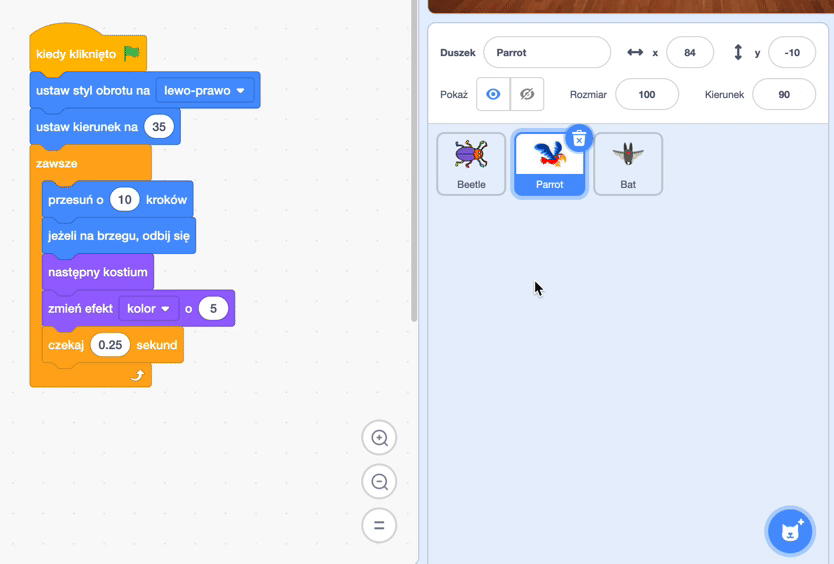 kiedy kliknięto
ustaw styl obrotu na lewo-prawo
ustaw kierunek na 35
zawsze
przesuń o 10 kroków
jeżeli na brzegu, odbij się
następny kostium
zmień efekt kolor o 5
czekaj 0.25 sekund
Duszek Parrot x 84 y -10
Pokaż Rozmiar 100 Kierunek 90
Beetle Parrot Bat